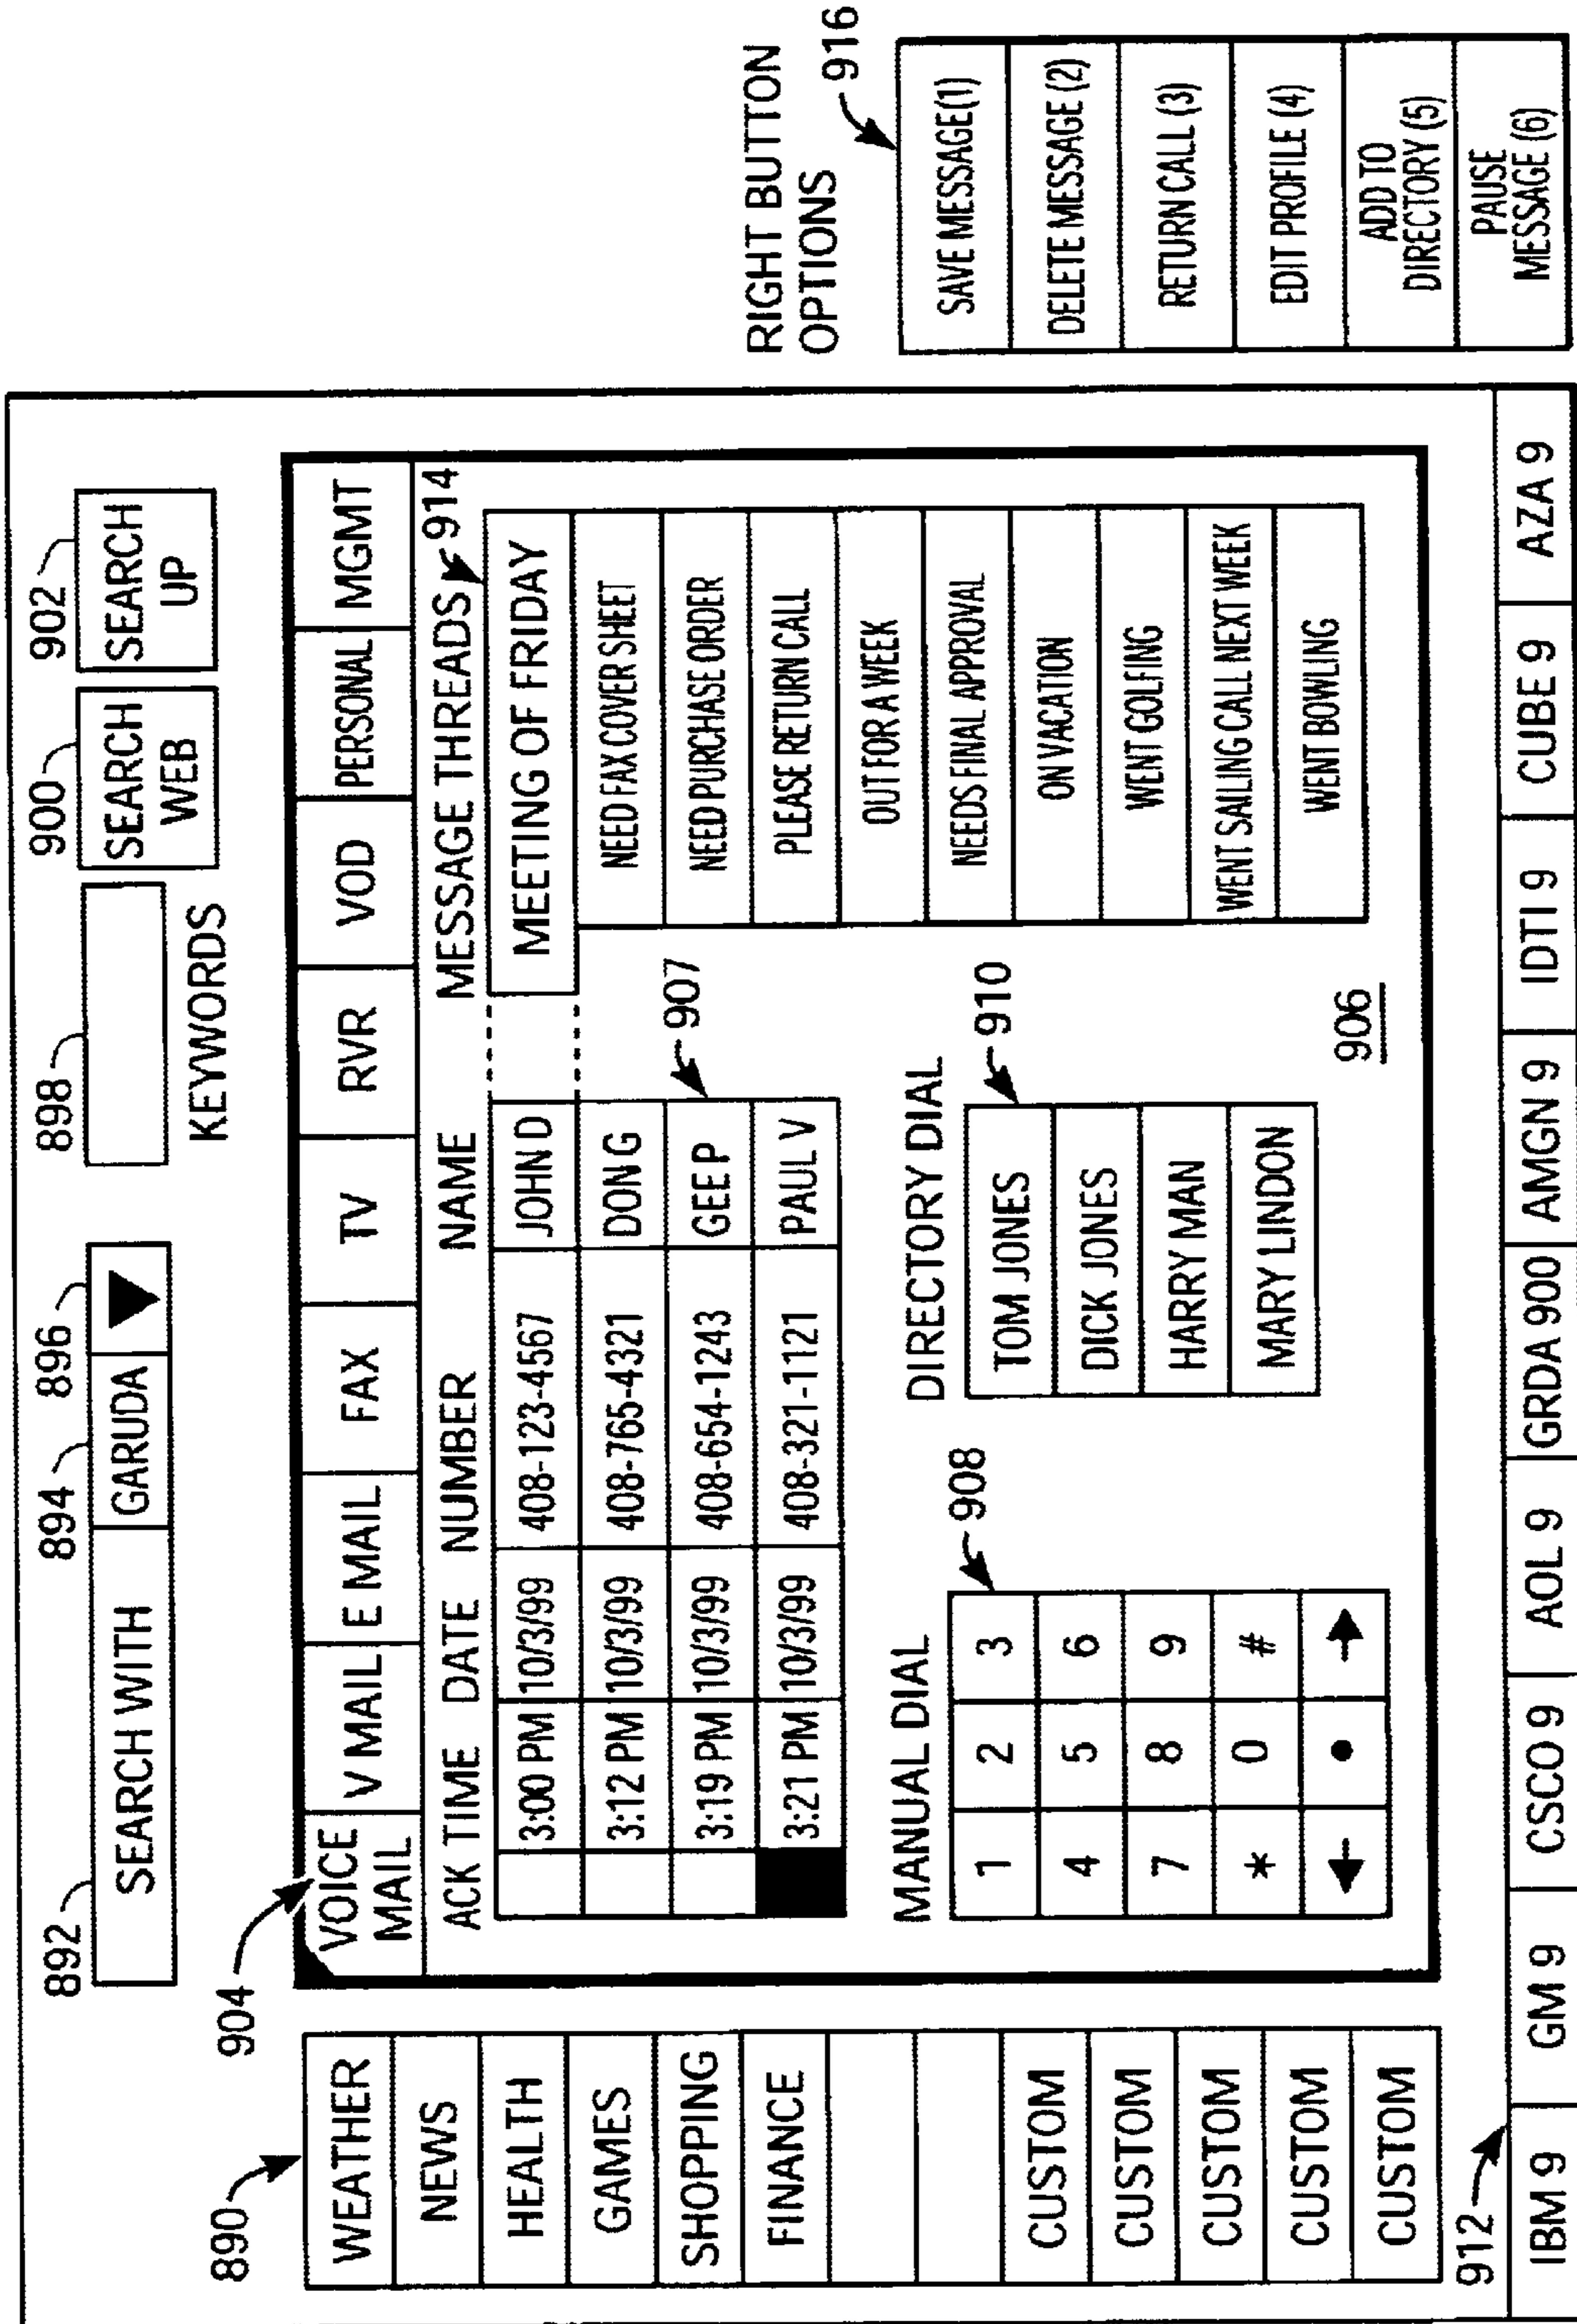 892
894
896
898
900
902
SEARCH WITH
GARUDA
SEARCH
WEB
SEARCH
UP
KEYWORDS
904
VOICE
MAIL
V MAIL
E MAIL
FAX
TV
RVR
VOD
PERSONAL
MGMT
890
WEATHER
NEWS
HEALTH
GAMES
SHOPPING
FINANCE
CUSTOM
CUSTOM
CUSTOM
CUSTOM
CUSTOM
ACK TIME DATE NUMBER NAME
3:00 PM 10/3/99 408-123-4567 JOHN D
3:12 PM 10/3/99 408-765-4321 DON G
3:19 PM 10/3/99 408-654-1243 GEE P
3:21 PM 10/3/99 408-321-1121 PAUL V
907
MESSAGE THREADS
914
MEETING OF FRIDAY
NEED FAX COVER SHEET
NEED PURCHASE ORDER
PLEASE RETURN CALL
OUT FOR A WEEK
NEEDS FINAL APPROVAL
ON VACATION
WENT GOLFING
WENT SAILING CALL NEXT WEEK
WENT BOWLING
MANUAL DIAL
908
1 2 3
4 5 6
7 8 9
* 0 #
← ● →
DIRECTORY DIAL
910
TOM JONES
DICK JONES
HARRY MAN
MARY LINDON
906
912
IBM 9
GM 9
CSCO 9
AOL 9
GRDA 900
AMGN 9
IDTI 9
CUBE 9
AZA 9
RIGHT BUTTON
OPTIONS
916
SAVE MESSAGE(1)
DELETE MESSAGE (2)
RETURN CALL (3)
EDIT PROFILE (4)
ADD TO
DIRECTORY (5)
PAUSE
MESSAGE (6)